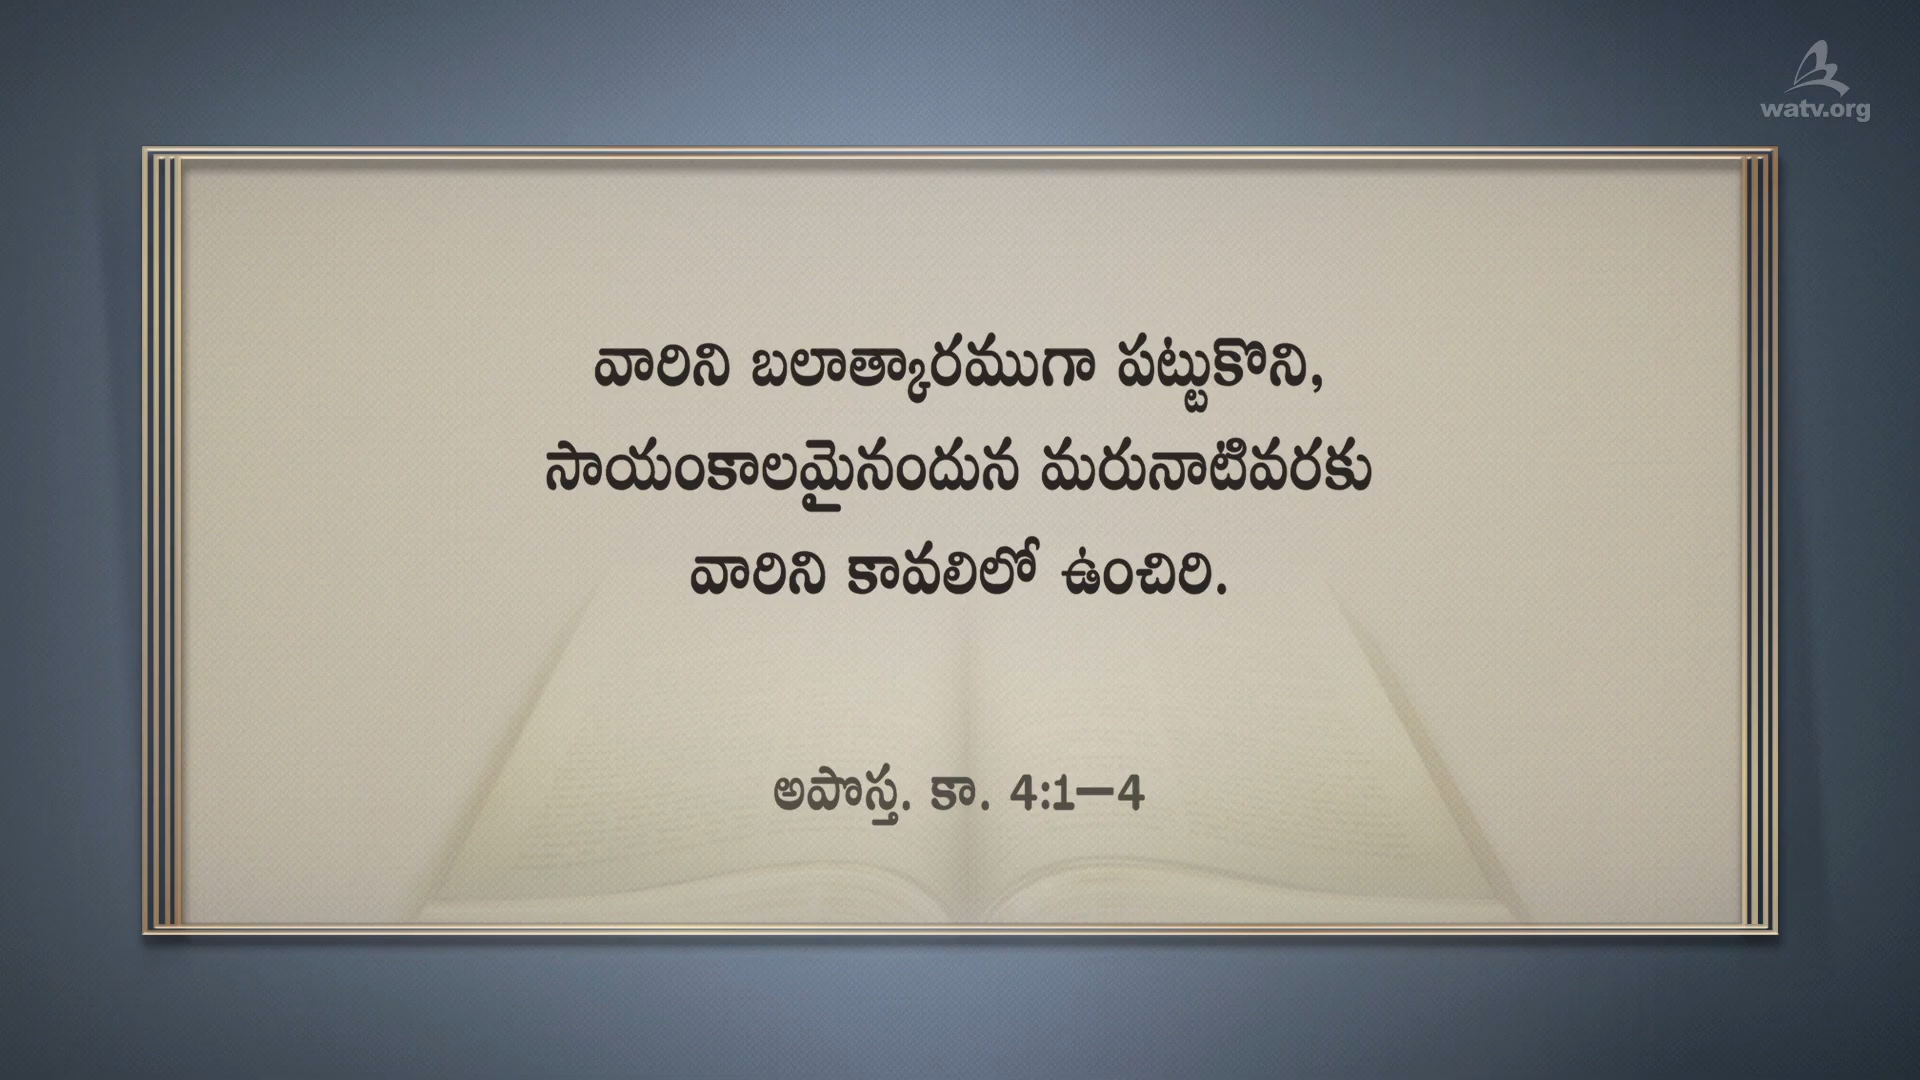 watv.org
వారిని బలాత్కారముగా పట్టుకొని,
సాయంకాలమైనందున మరునాటివరకు
వారిని కావలిలో ఉంచిరి.
అపొస్త. కా. 4:1–4